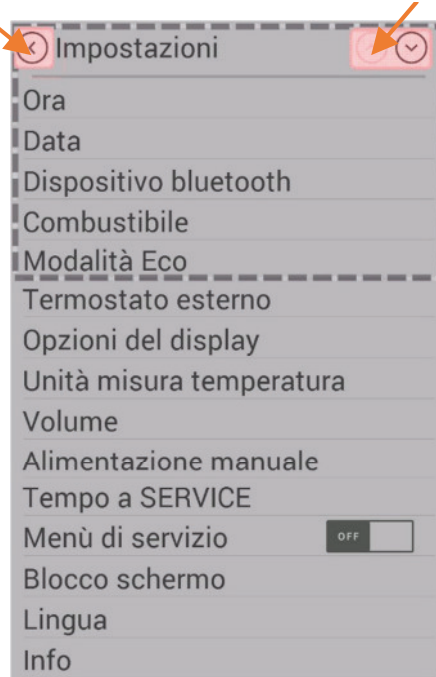 Impostazioni
Ora
Data
Dispositivo bluetooth
Combustibile
Modalità Eco
Termostato esterno
Opzioni del display
Unità misura temperatura
Volume
Alimentazione manuale
Tempo a SERVICE
Menù di servizio OFF
Blocco schermo
Lingua
Info